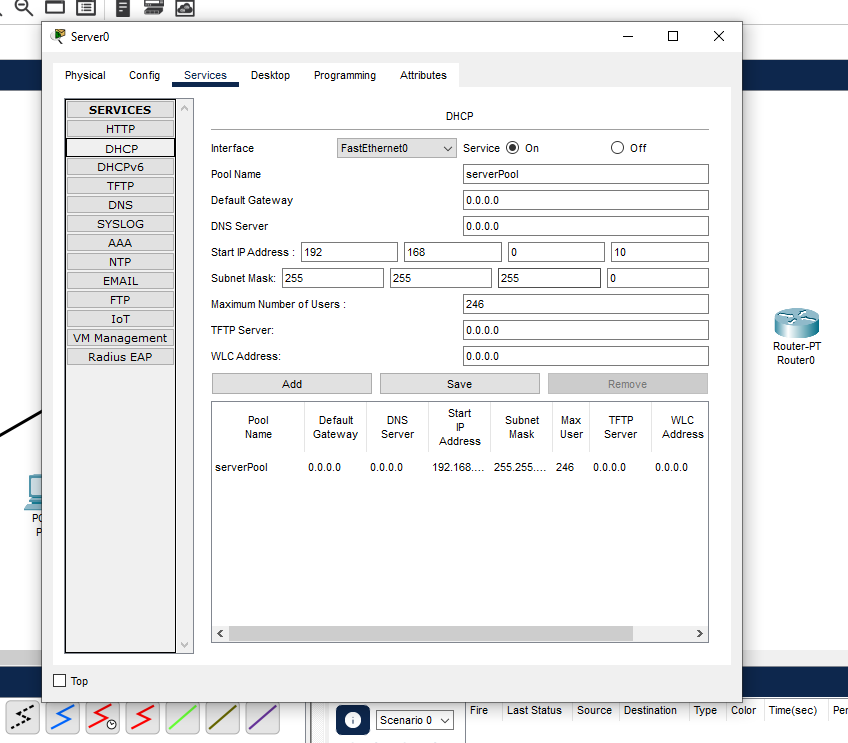 Server0
Physical Config Services Desktop Programming Attributes
SERVICES
HTTP
DHCP
DHCPv6
TFTP
DNS
SYSLOG
AAA
NTP
EMAIL
FTP
IoT
VM Management
Radius EAP
DHCP
Interface FastEthernet0 Service On Off
Pool Name serverPool
Default Gateway 0.0.0.0
DNS Server 0.0.0.0
Start IP Address : 192 168 0 10
Subnet Mask: 255 255 255 0
Maximum Number of Users : 246
TFTP Server: 0.0.0.0
WLC Address: 0.0.0.0
Add Save Remove
Pool Name Default Gateway DNS Server Start IP Address Subnet Mask Max User TFTP Server WLC Address
serverPool 0.0.0.0 0.0.0.0 192.168.... 255.255.... 246 0.0.0.0 0.0.0.0
Top
Router-PT
Router0
Scenario 0
Fire Last Status Source Destination Type Color Time(sec)